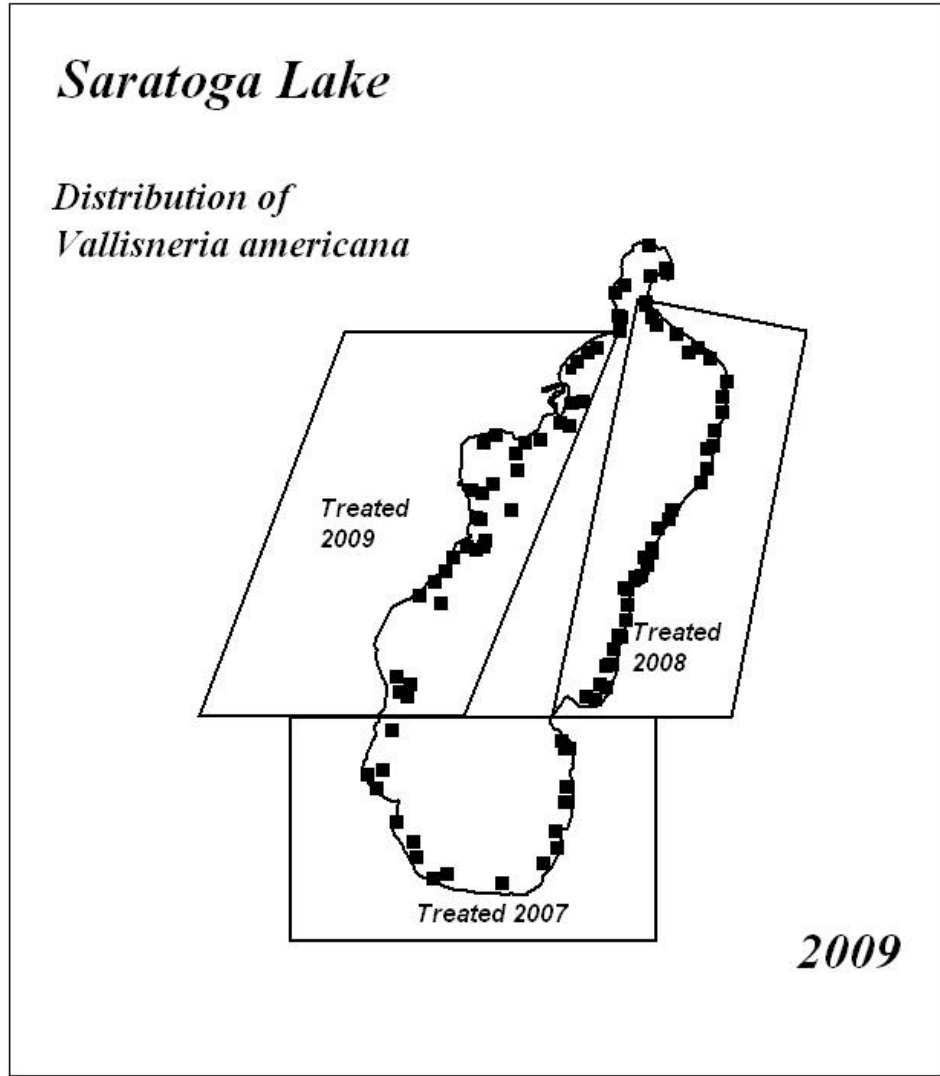 Saratoga Lake
Distribution of
Vallisneria americana
Treated
2009
Treated
2008
Treated 2007
2009